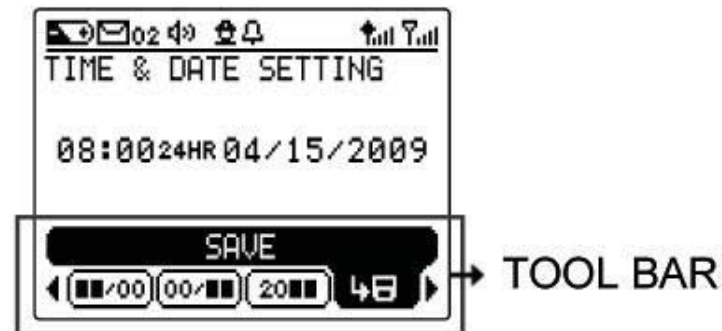 02
TIME & DATE SETTING
08:00 24HR 04/15/2009
SAVE
■■/00 00/■■ 20■■
TOOL BAR